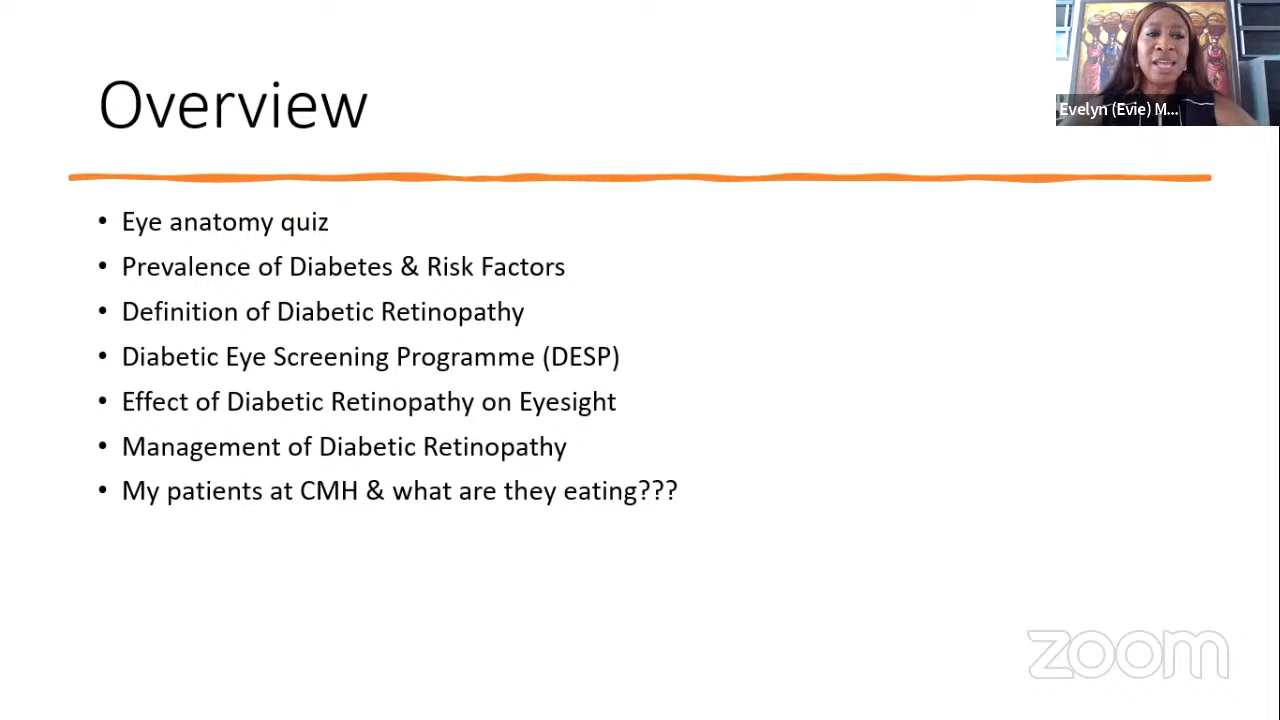 Overview
Evelyn (Evie) M...
• Eye anatomy quiz
• Prevalence of Diabetes & Risk Factors
• Definition of Diabetic Retinopathy
• Diabetic Eye Screening Programme (DESP)
• Effect of Diabetic Retinopathy on Eyesight
• Management of Diabetic Retinopathy
• My patients at CMH & what are they eating???
zoom